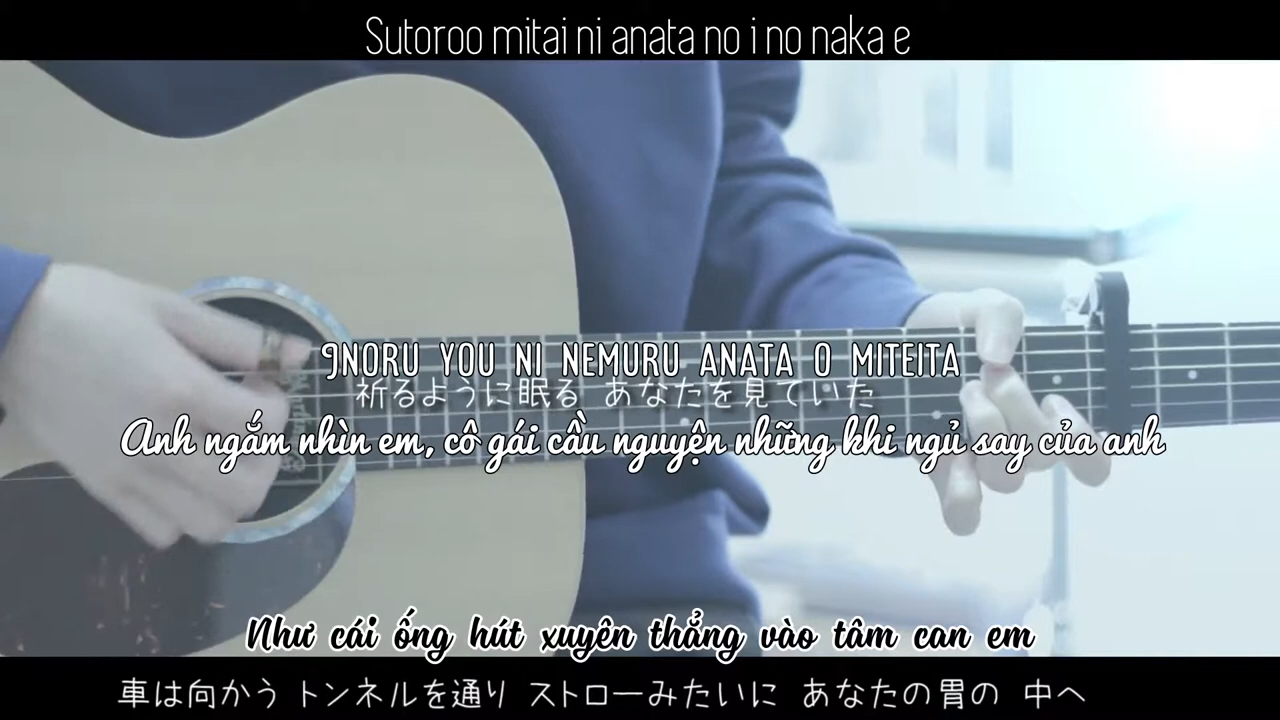 Sutoroo mitai ni anata no i no naka e
INORU YOU NI NEMURU ANATA O MITEITA
祈るように眠る あなたを見ていた
Anh ngắm nhìn em, cô gái cầu nguyện những khi ngủ say của anh
Như cái ống hút xuyên thẳng vào tâm can em
車は向かう トンネルを通り ストローみたいに あなたの胃の 中へ